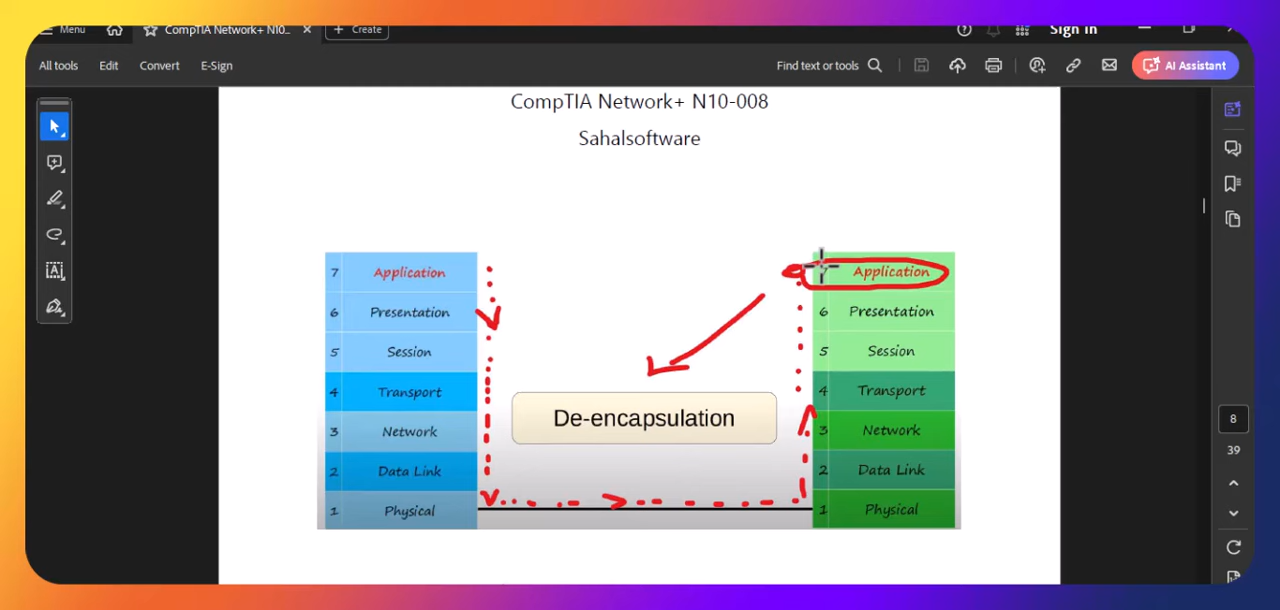 Menu
CompTIA Network+ N10...
Create
Sign in
All tools Edit Convert E-Sign
Find text or tools
AI Assistant
CompTIA Network+ N10-008
Sahalsoftware
7 Application
6 Presentation
5 Session
4 Transport
3 Network
2 Data Link
1 Physical
De-encapsulation
Application
6 Presentation
5 Session
4 Transport
3 Network
2 Data Link
1 Physical
8
39